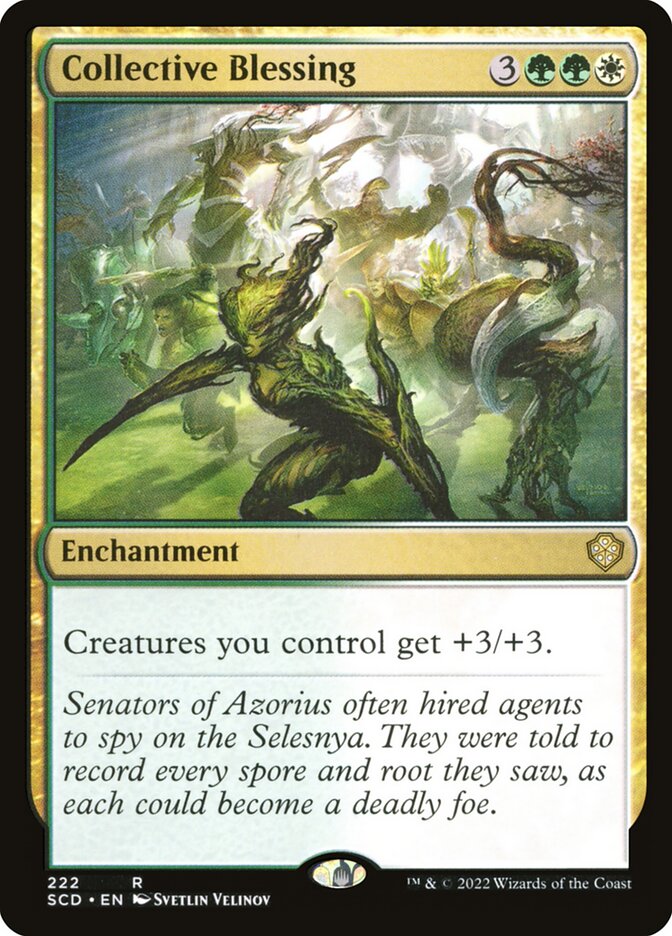 Collective Blessing 3
Enchantment
Creatures you control get +3/+3.
Senators of Azorius often hired agents
to spy on the Selesnya. They were told to
record every spore and root they saw, as
each could become a deadly foe.
222 R
SCD • EN Svetlin Velinov
™ & © 2022 Wizards of the Coast